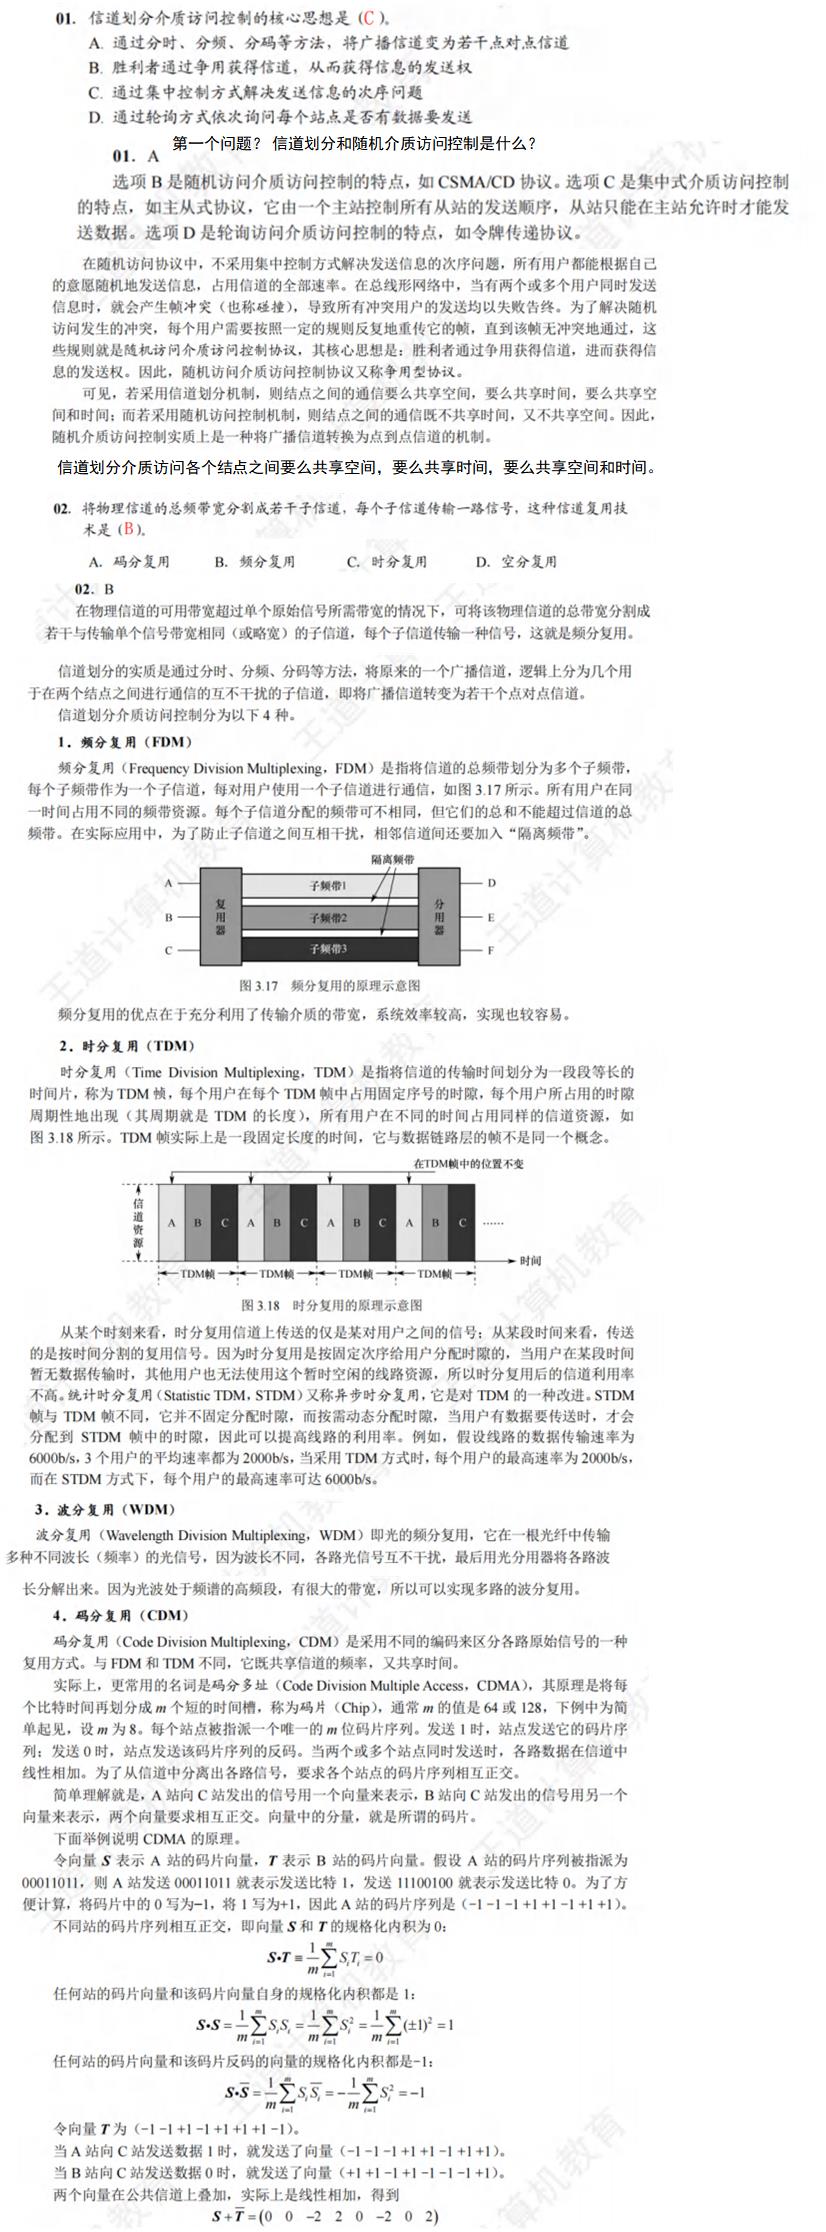 01. 信道划分介质访问控制的核心思想是（C）。
A. 通过分时、分频、分码等方法，将广播信道变为若干点对点信道
B. 胜利者通过争用获得信道，从而获得信息的发送权
C. 通过集中控制方式解决发送信息的次序问题
D. 通过轮询方式依次询问每个站点是否有数据要发送
第一个问题？ 信道划分和随机介质访问控制是什么？
01. A
选项 B 是随机访问介质访问控制的特点，如 CSMA/CD 协议。选项 C 是集中式介质访问控制
的特点，如主从式协议，它由一个主站控制所有从站的发送顺序，从站只能在主站允许时才能发
送数据。选项 D 是轮询访问介质访问控制的特点，如令牌传递协议。
在随机访问协议中，不采用集中控制方式解决发送信息的次序问题，所有用户都能根据自己
的意愿随机地发送信息，占用信道的全部速率。在总线形网络中，当有两个或多个用户同时发送
信息时，就会产生帧冲突（也称碰撞），导致所有冲突用户的发送均以失败告终。为了解决随机
访问发生的冲突，每个用户需要按照一定的规则反复地重传它的帧，直到该帧无冲突地通过，这
些规则就是随机访问介质访问控制协议，其核心思想是：胜利者通过争用获得信道，进而获得信
息的发送权。因此，随机访问介质访问控制协议又称争用型协议。
可见，若采用信道划分机制，则结点之间的通信要么共享空间，要么共享时间，要么共享空
间和时间；而若采用随机访问控制机制，则结点之间的通信既不共享时间，又不共享空间。因此，
随机介质访问控制实质上是一种将广播信道转换为点到点信道的机制。
信道划分介质访问各个结点之间要么共享空间，要么共享时间，要么共享空间和时间。
02. 将物理信道的总频带宽分割成若干子信道，每个子信道传输一路信号，这种信道复用技
术是（B）。
A. 码分复用 B. 频分复用 C. 时分复用 D. 空分复用
02. B
在物理信道的可用带宽超过单个原始信号所需带宽的情况下，可将该物理信道的总带宽分割成
若干与传输单个信号带宽相同（或略宽）的子信道，每个子信道传输一种信号，这就是频分复用。
信道划分的实质是通过分时、分频、分码等方法，将原来的一个广播信道，逻辑上分为几个用
于在两个结点之间进行通信的互不干扰的子信道，即将广播信道转变为若干个点对点信道。
信道划分介质访问控制分为以下 4 种。
1. 频分复用（FDM）
频分复用（Frequency Division Multiplexing，FDM）是指将信道的总频带划分为多个子频带，
每个子频带作为一个子信道，每对用户使用一个子信道进行通信，如图 3.17 所示。所有用户在同
一时间占用不同的频带资源。每个子信道分配的频带可不相同，但它们的总和不能超过信道的总
频带。在实际应用中，为了防止子信道之间互相干扰，相邻信道间还要加入“隔离频带”。
隔离频带
A 子频带1 D
复用器 分用器
B 子频带2 E
C 子频带3 F
图 3.17 频分复用的原理示意图
频分复用的优点在于充分利用了传输介质的带宽，系统效率较高，实现也较容易。
2. 时分复用（TDM）
时分复用（Time Division Multiplexing，TDM）是指将信道的传输时间划分为一段段等长的
时间片，称为 TDM 帧，每个用户在每个 TDM 帧中占用固定序号的时隙，每个用户所占用的时隙
周期性地出现（其周期就是 TDM 的长度），所有用户在不同的时间占用同样的信道资源，如
图 3.18 所示。TDM 帧实际上是一段固定长度的时间，它与数据链路层的帧不是同一个概念。
在TDM帧中的位置不变
信道资源 A B C A B C A B C A B C ……
时间
TDM帧 TDM帧 TDM帧 TDM帧
图 3.18 时分复用的原理示意图
从某个时刻来看，时分复用信道上传送的仅是某对用户之间的信号；从某段时间来看，传送
的是按时间分割的复用信号。因为时分复用是按固定次序给用户分配时隙的，当用户在某段时间
暂无数据传输时，其他用户也无法使用这个暂时空闲的线路资源，所以时分复用后的信道利用率
不高。统计时分复用（Statistic TDM，STDM）又称异步时分复用，它是对 TDM 的一种改进。STDM
帧与 TDM 帧不同，它并不固定分配时隙，而按需动态分配时隙，当用户有数据要传送时，才会
分配到 STDM 帧中的时隙，因此可以提高线路的利用率。例如，假设线路的数据传输速率为
6000b/s，3 个用户的平均速率都为 2000b/s，当采用 TDM 方式时，每个用户的最高速率为 2000b/s，
而在 STDM 方式下，每个用户的最高速率可达 6000b/s。
3. 波分复用（WDM）
波分复用（Wavelength Division Multiplexing，WDM）即光的频分复用，它在一根光纤中传输
多种不同波长（频率）的光信号，因为波长不同，各路光信号互不干扰，最后用光分用器将各路波
长分解出来。因为光波处于频谱的高频段，有很大的带宽，所以可以实现多路的波分复用。
4. 码分复用（CDM）
码分复用（Code Division Multiplexing，CDM）是采用不同的编码来区分各路原始信号的一种
复用方式。与 FDM 和 TDM 不同，它既共享信道的频率，又共享时间。
实际上，更常用的名词是码分多址（Code Division Multiple Access，CDMA），其原理是将每
个比特时间再划分成 m 个短的时间槽，称为码片（Chip），通常 m 的值是 64 或 128，下例中为简
单起见，设 m 为 8。每个站点被指派一个唯一的 m 位码片序列。发送 1 时，站点发送它的码片序
列；发送 0 时，站点发送该码片序列的反码。当两个或多个站点同时发送时，各路数据在信道中
线性相加。为了从信道中分离出各路信号，要求各个站点的码片序列相互正交。
简单理解就是，A 站向 C 站发出的信号用一个向量来表示，B 站向 C 站发出的信号用另一个
向量来表示，两个向量要求相互正交。向量中的分量，就是所谓的码片。
下面举例说明 CDMA 的原理。
令向量 S 表示 A 站的码片向量，T 表示 B 站的码片向量。假设 A 站的码片序列被指派为
00011011，则 A 站发送 00011011 就表示发送比特 1，发送 11100100 就表示发送比特 0。为了方
便计算，将码片中的 0 写为−1，将 1 写为+1，因此 A 站的码片序列是（−1 −1 −1 +1 +1 −1 +1 +1）。
不同站的码片序列相互正交，即向量 S 和 T 的规格化内积为 0：
S•T ≡ 1/m ∑_{i=1}^{m} S_iT_i = 0
任何站的码片向量和该码片向量自身的规格化内积都是 1：
S•S = 1/m ∑_{i=1}^{m} S_iS_i = 1/m ∑_{i=1}^{m} S_i² = 1/m ∑_{i=1}^{m} (±1)² = 1
任何站的码片向量和该码片反码的向量的规格化内积都是−1：
S•S̅ = 1/m ∑_{i=1}^{m} S_i S̅_i = − 1/m ∑_{i=1}^{m} S_i² = −1
令向量 T 为（−1 −1 +1 −1 +1 +1 +1 −1）。
当 A 站向 C 站发送数据 1 时，就发送了向量（−1 −1 −1 +1 +1 −1 +1 +1）。
当 B 站向 C 站发送数据 0 时，就发送了向量（+1 +1 −1 +1 −1 −1 −1 +1）。
两个向量在公共信道上叠加，实际上是线性相加，得到
S + T̅ = (0 0 −2 2 0 −2 0 2)
王道计算机教育